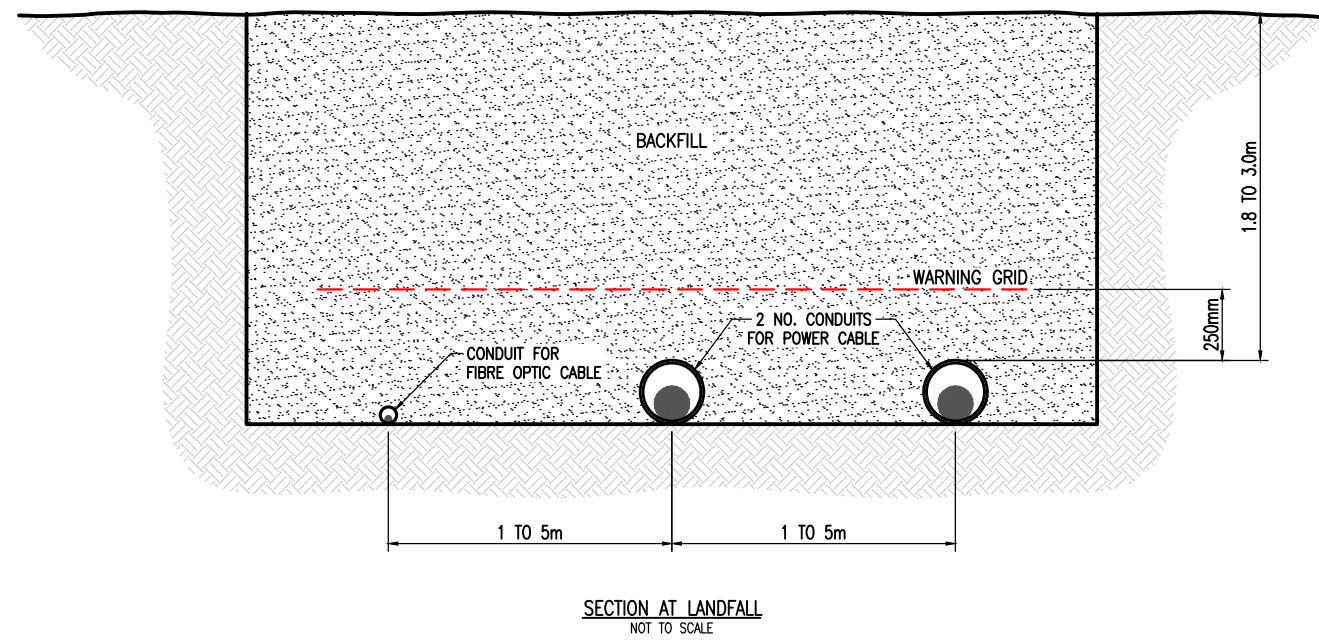 BACKFILL
1.8 TO 3.0m
WARNING GRID
250mm
2 NO. CONDUITS
FOR POWER CABLE
CONDUIT FOR
FIBRE OPTIC CABLE
1 TO 5m
1 TO 5m
SECTION AT LANDFALL
NOT TO SCALE